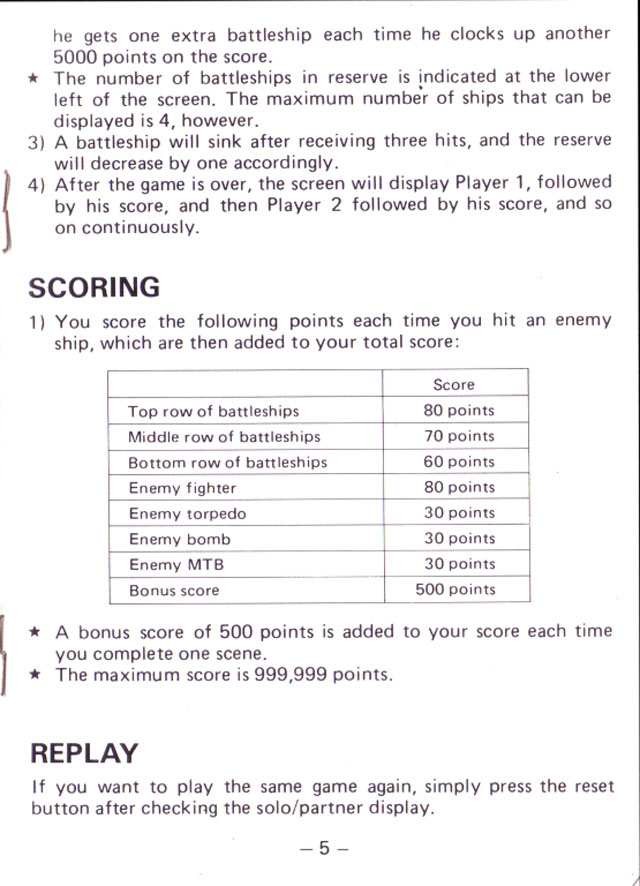 he gets one extra battleship each time he clocks up another
5000 points on the score.
★ The number of battleships in reserve is indicated at the lower
left of the screen. The maximum number of ships that can be
displayed is 4, however.
3) A battleship will sink after receiving three hits, and the reserve
will decrease by one accordingly.
4) After the game is over, the screen will display Player 1, followed
by his score, and then Player 2 followed by his score, and so
on continuously.
SCORING
1) You score the following points each time you hit an enemy
ship, which are then added to your total score:
Score
Top row of battleships 80 points
Middle row of battleships 70 points
Bottom row of battleships 60 points
Enemy fighter 80 points
Enemy torpedo 30 points
Enemy bomb 30 points
Enemy MTB 30 points
Bonus score 500 points
★ A bonus score of 500 points is added to your score each time
you complete one scene.
★ The maximum score is 999,999 points.
REPLAY
If you want to play the same game again, simply press the reset
button after checking the solo/partner display.
– 5 –